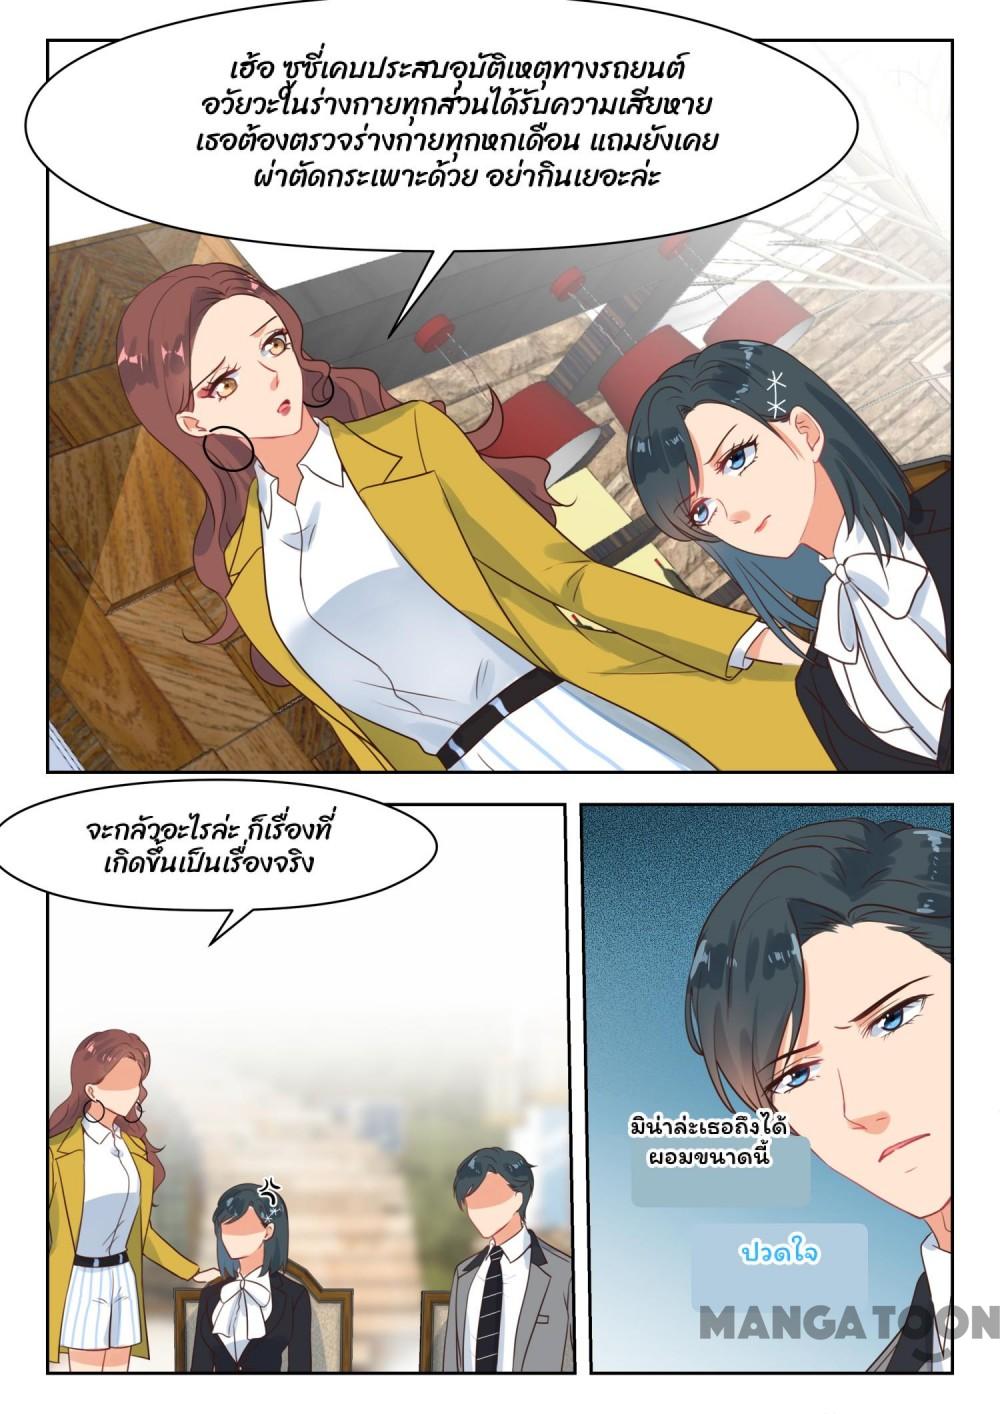 เฮ้อ ซูซี่เคบประสบอุบัติเหตุทางรถยนต์
อวัยวะในร่างกายทุกส่วนได้รับความเสียหาย
เธอต้องตรวจร่างกายทุกหกเดือน แถมยังเคย
ผ่าตัดกระเพาะด้วย อย่ากินเยอะล่ะ
จะกลัวอะไรล่ะ ก็เรื่องที่
เกิดขึ้นเป็นเรื่องจริง
มิน่าล่ะเธอถึงได้
ผอมขนาดนี้
ปวดใจ
MANGATOON